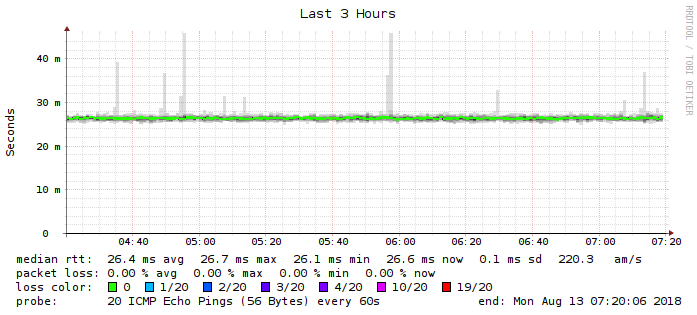 Last 3 Hours
RRDTOOL / TOBI OETIKER
Seconds
40 m
30 m
20 m
10 m
0
04:40 05:00 05:20 05:40 06:00 06:20 06:40 07:00 07:20
median rtt: 26.4 ms avg 26.7 ms max 26.1 ms min 26.6 ms now 0.1 ms sd 220.3 am/s
packet loss: 0.00 % avg 0.00 % max 0.00 % min 0.00 % now
loss color: 0 1/20 2/20 3/20 4/20 10/20 19/20
probe: 20 ICMP Echo Pings (56 Bytes) every 60s end: Mon Aug 13 07:20:06 2018